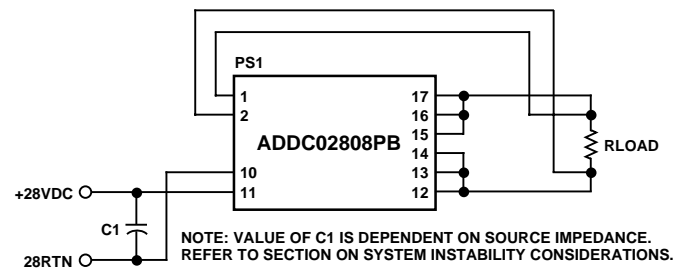 PS1
1
2
10
11
17
16
15
14
13
12
ADDC02808PB
RLOAD
+28VDC
C1
28RTN
NOTE: VALUE OF C1 IS DEPENDENT ON SOURCE IMPEDANCE.
REFER TO SECTION ON SYSTEM INSTABILITY CONSIDERATIONS.